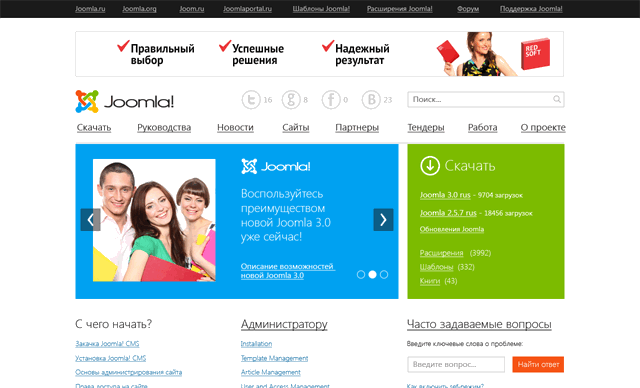 Joomla.ru Joomla.org Joom.ru Joomlaportal.ru Шаблоны Joomla! Расширения Joomla! Форум Поддержка Joomla!
Правильный выбор
Успешные решения
Надежный результат
RED SOFT
Joomla!
16 8 0 23
Поиск...
Скачать Руководства Новости Сайты Партнеры Тендеры Работа О проекте
Joomla!
Воспользуйтесь
преимуществом
новой Joomla 3.0
уже сейчас!
Описание возможностей
новой Joomla 3.0
Скачать
Joomla 3.0 rus - 9704 загрузок
Joomla 2.5.7 rus - 18456 загрузок
Обновления Joomla
Расширения (3992)
Шаблоны (332)
Книги (43)
С чего начать?
Закачка Joomla! CMS
Установка Joomla! CMS
Основы администрирования сайта
Права доступа на сайте
Администратору
Installation
Template Management
Article Management
User and Access Management
Часто задаваемые вопросы
Введите ключевые слова о проблеме:
Введите вопрос... Найти ответ
Как включить дебрежим?